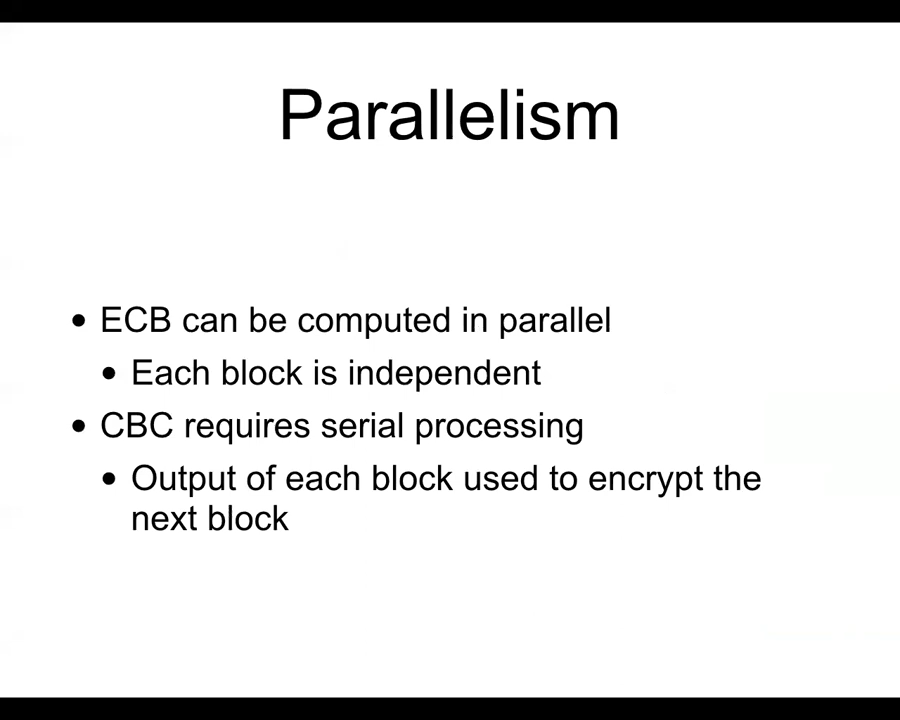 Parallelism
• ECB can be computed in parallel
• Each block is independent
• CBC requires serial processing
• Output of each block used to encrypt the
next block